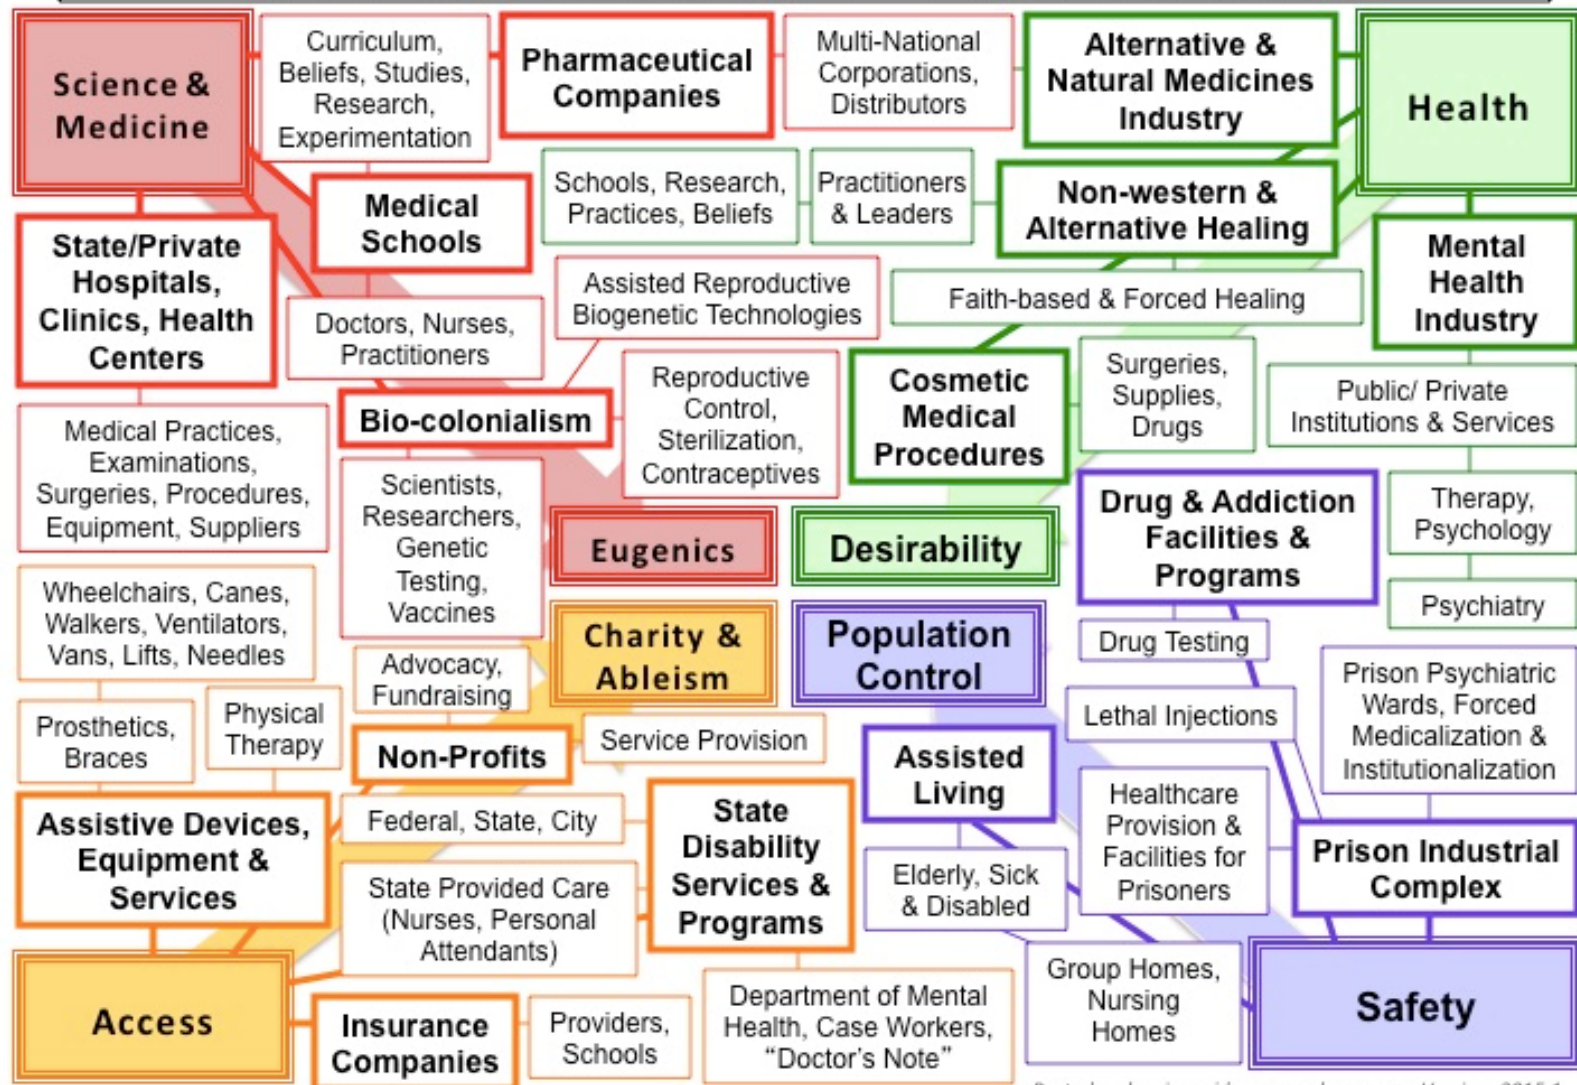 Science &
Medicine
Curriculum,
Beliefs, Studies,
Research,
Experimentation
Pharmaceutical
Companies
Multi-National
Corporations,
Distributors
Alternative &
Natural Medicines
Industry
Health
Medical
Schools
Schools, Research,
Practices, Beliefs
Practitioners
& Leaders
Non-western &
Alternative Healing
State/Private
Hospitals,
Clinics, Health
Centers
Mental
Health
Industry
Doctors, Nurses,
Practitioners
Assisted Reproductive
Biogenetic Technologies
Faith-based & Forced Healing
Bio-colonialism
Reproductive
Control,
Sterilization,
Contraceptives
Cosmetic
Medical
Procedures
Surgeries,
Supplies,
Drugs
Public/ Private
Institutions & Services
Medical Practices,
Examinations,
Surgeries, Procedures,
Equipment, Suppliers
Scientists,
Researchers,
Genetic
Testing,
Vaccines
Eugenics
Desirability
Drug & Addiction
Facilities &
Programs
Therapy,
Psychology
Psychiatry
Wheelchairs, Canes,
Walkers, Ventilators,
Vans, Lifts, Needles
Charity &
Ableism
Population
Control
Drug Testing
Advocacy,
Fundraising
Prosthetics,
Braces
Physical
Therapy
Non-Profits
Service Provision
Assisted
Living
Lethal Injections
Prison Psychiatric
Wards, Forced
Medicalization &
Institutionalization
Assistive Devices,
Equipment &
Services
Federal, State, City
State
Disability
Services &
Programs
Healthcare
Provision &
Facilities for
Prisoners
Prison Industrial
Complex
State Provided Care
(Nurses, Personal
Attendants)
Elderly, Sick
& Disabled
Access
Insurance
Companies
Providers,
Schools
Department of Mental
Health, Case Workers,
“Doctor’s Note”
Group Homes,
Nursing
Homes
Safety